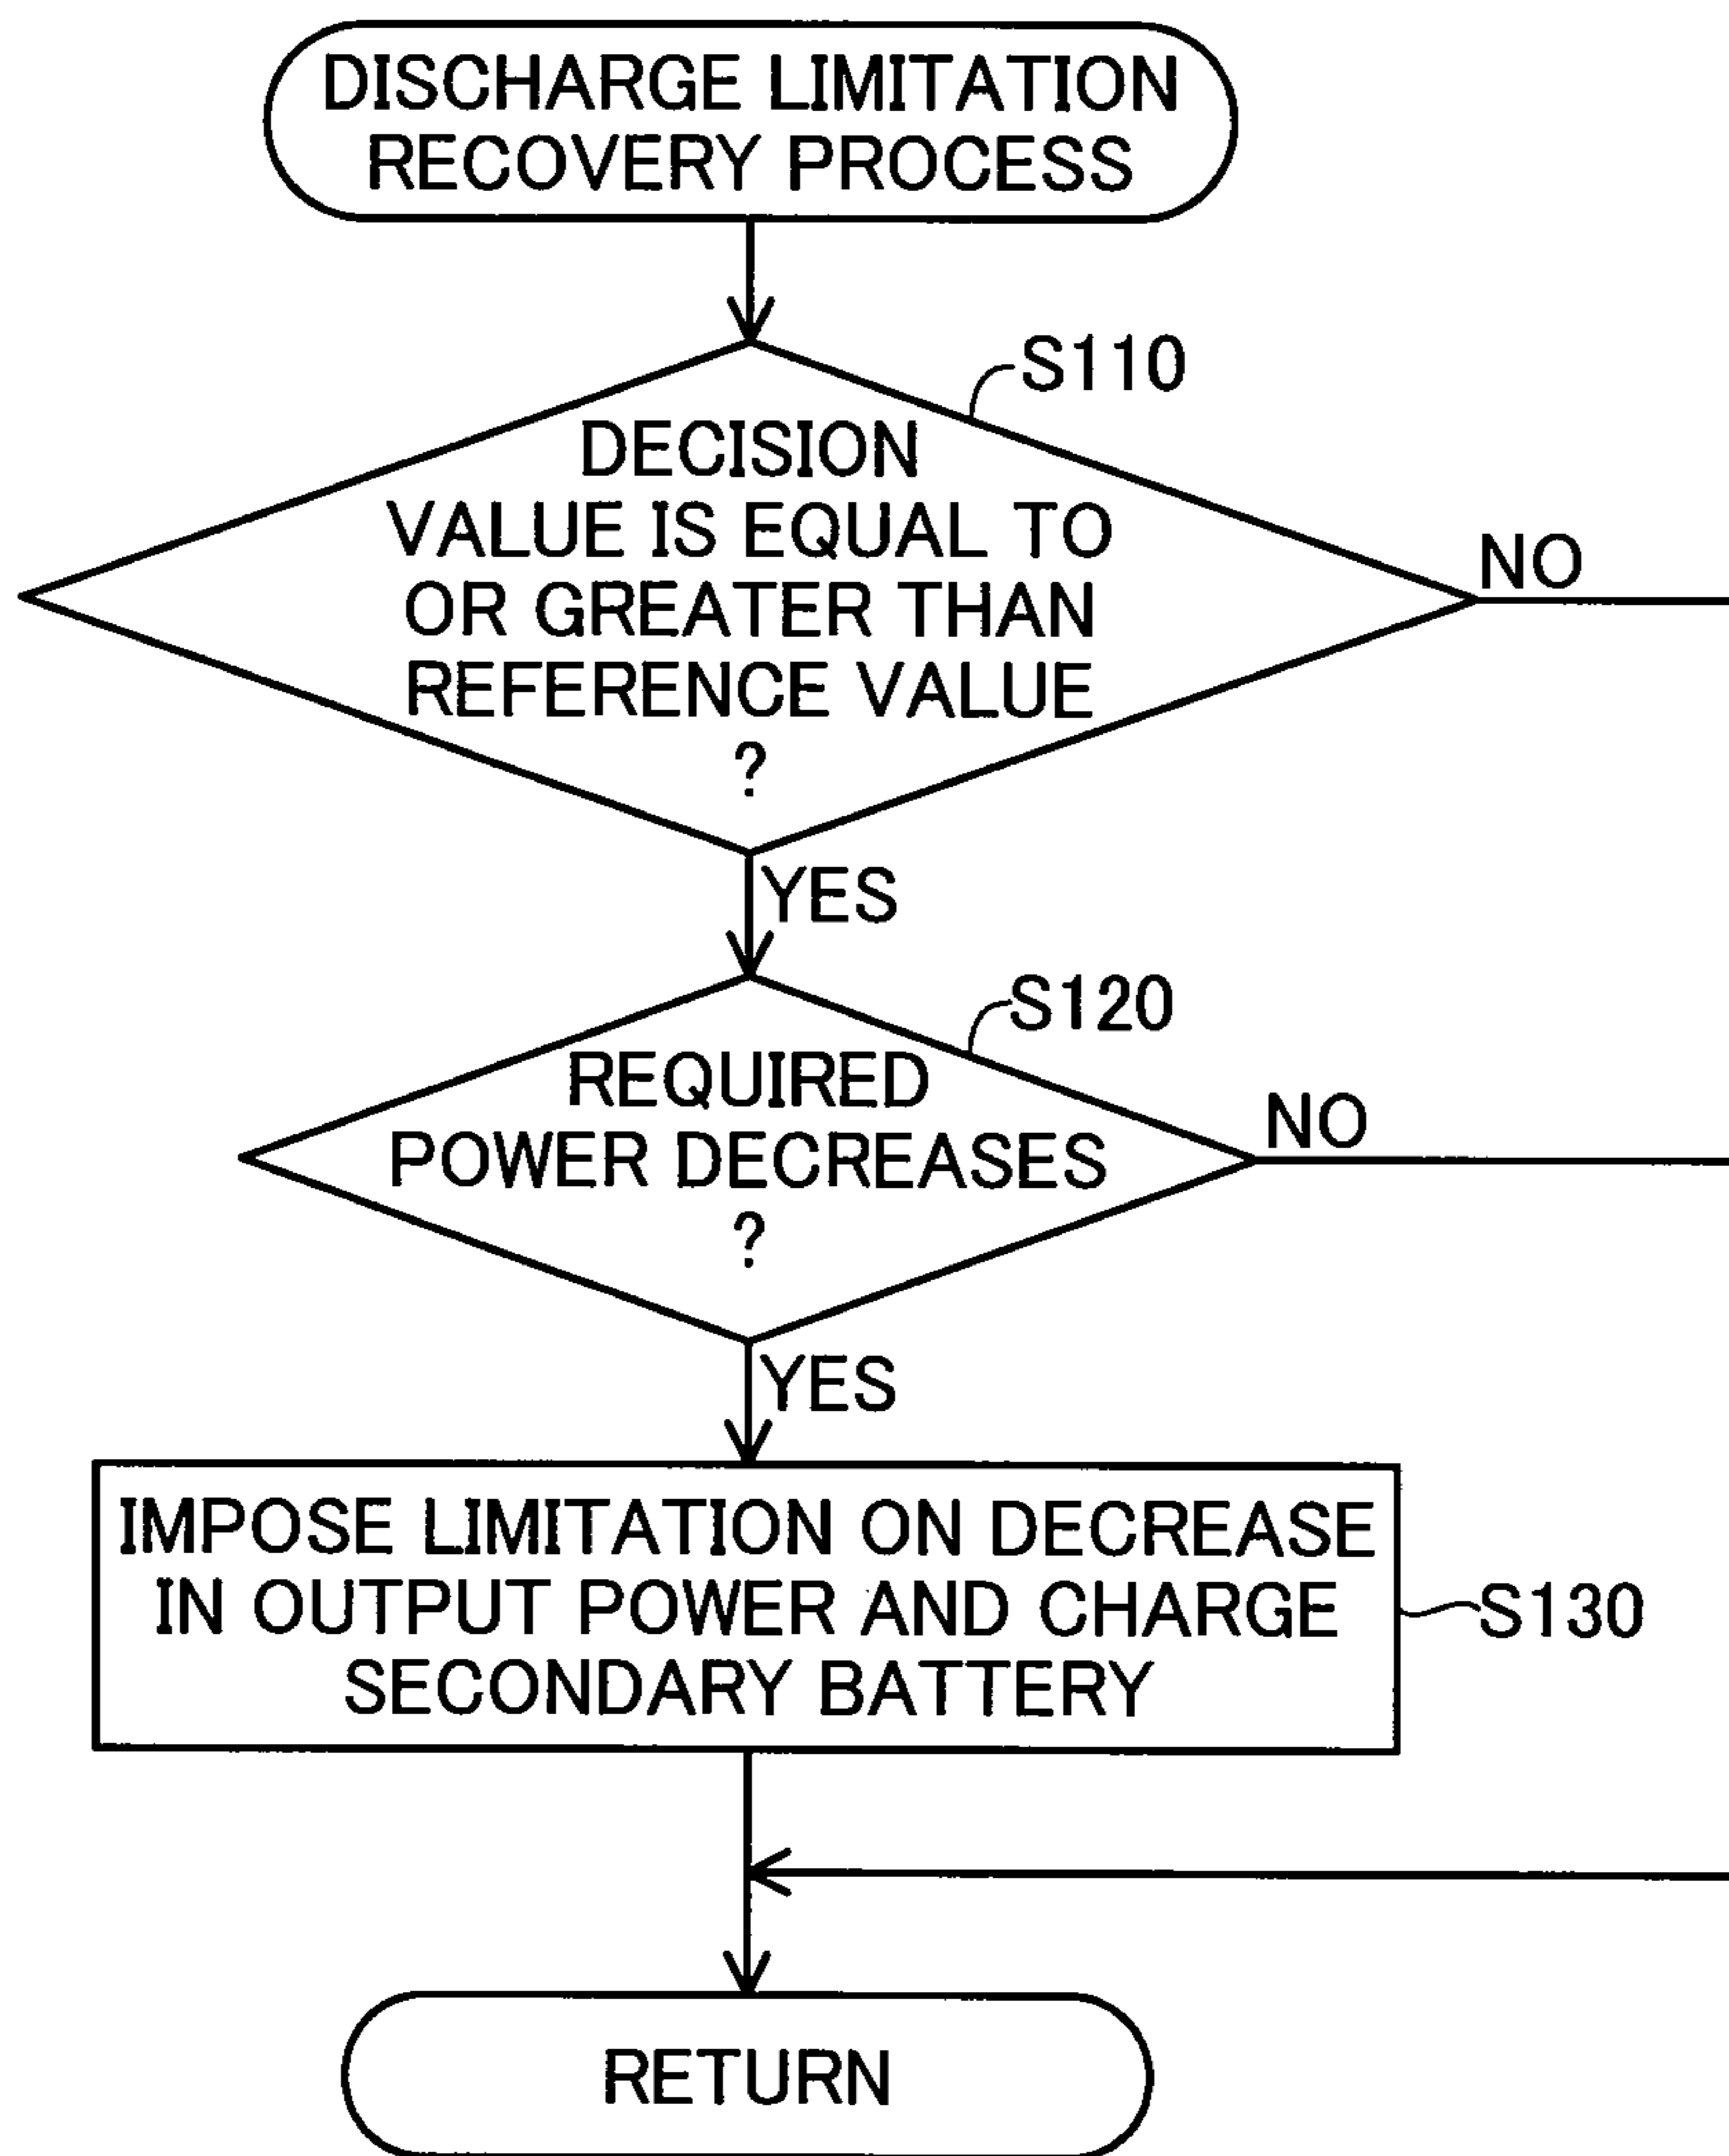 DISCHARGE LIMITATION
RECOVERY PROCESS
S110
DECISION
VALUE IS EQUAL TO
OR GREATER THAN
REFERENCE VALUE
?
NO
YES
S120
REQUIRED
POWER DECREASES
?
NO
YES
IMPOSE LIMITATION ON DECREASE
IN OUTPUT POWER AND CHARGE
SECONDARY BATTERY
S130
RETURN